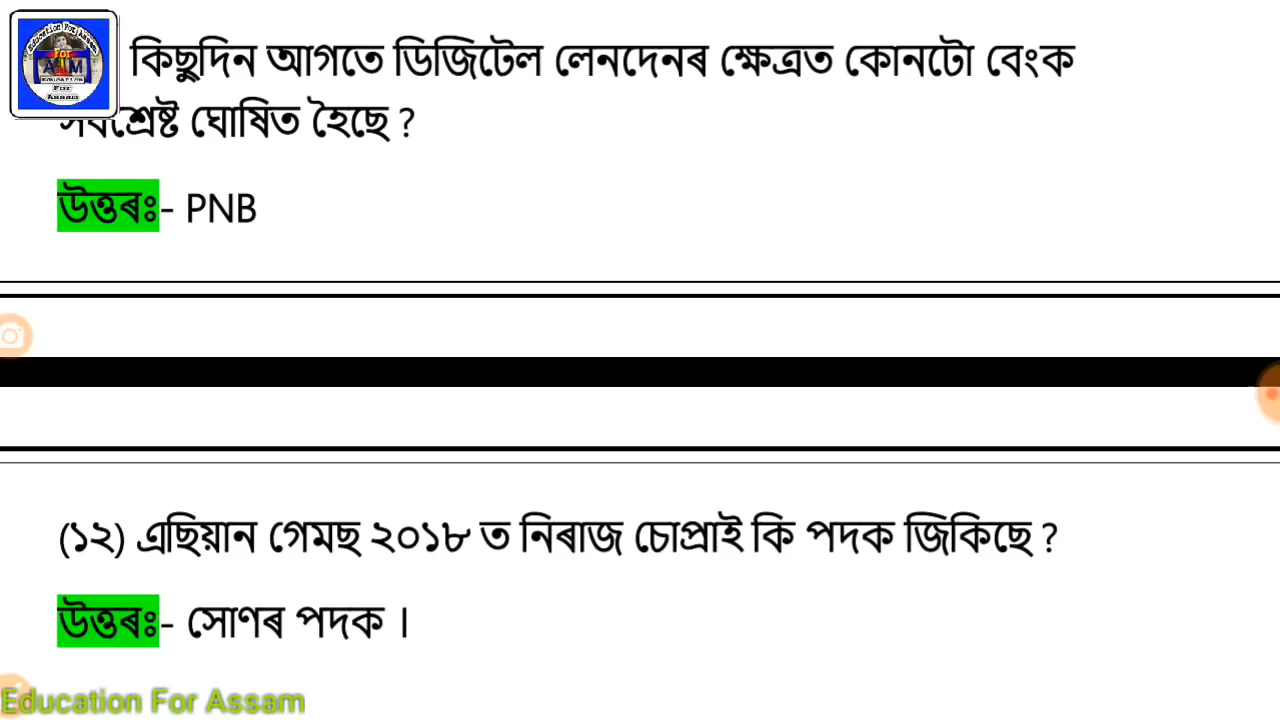 কিছুদিন আগতে ডিজিটেল লেনদেনৰ ক্ষেত্ৰত কোনটো বেংক
ঘোষিত হৈছে ?
উত্তৰঃ- PNB
(১২) এছিয়ান গেমছ ২০১৮ ত নিৰাজ চোপ্ৰাই কি পদক জিকিছে ?
উত্তৰঃ- সোণৰ পদক ।
Education For Assam